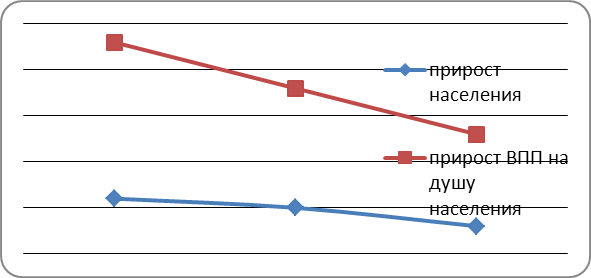 прирост
населения
прирост ВПП на
душу
населения